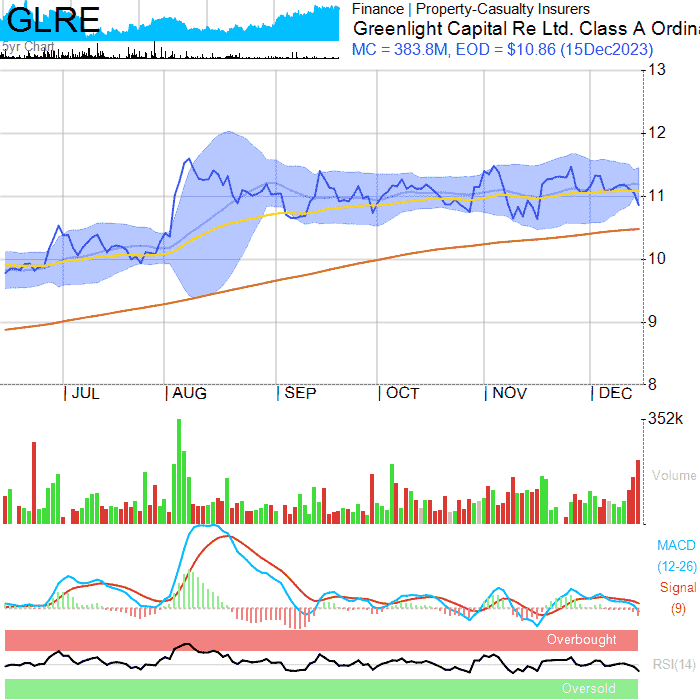 GLRE
5yr Chart
Finance | Property-Casualty Insurers
Greenlight Capital Re Ltd. Class A Ordina
MC = 383.8M, EOD = $10.86 (15Dec2023)
13
12
11
10
9
8
JUL AUG SEP OCT NOV DEC
352k
Volume
MACD
(12-26)
Signal
(9)
Overbought
RSI(14)
Oversold